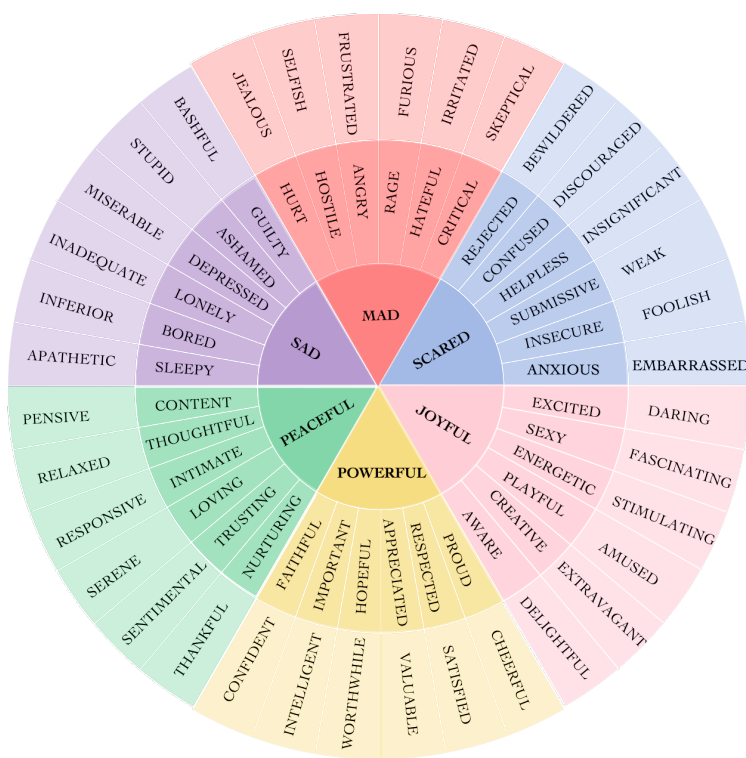 MAD
HURT
HOSTILE
ANGRY
RAGE
HATEFUL
CRITICAL
JEALOUS
SELFISH
FRUSTRATED
FURIOUS
IRRITATED
SKEPTICAL
SCARED
REJECTED
CONFUSED
HELPLESS
SUBMISSIVE
INSECURE
ANXIOUS
BEWILDERED
DISCOURAGED
INSIGNIFICANT
WEAK
FOOLISH
EMBARRASSED
JOYFUL
EXCITED
SEXY
ENERGETIC
PLAYFUL
CREATIVE
AWARE
DARING
FASCINATING
STIMULATING
AMUSED
EXTRAVAGANT
DELIGHTFUL
POWERFUL
PROUD
RESPECTED
APPRECIATED
HOPEFUL
IMPORTANT
FAITHFUL
CHEERFUL
SATISFIED
VALUABLE
WORTHWHILE
INTELLIGENT
CONFIDENT
PEACEFUL
NURTURING
TRUSTING
LOVING
INTIMATE
THOUGHTFUL
CONTENT
THANKFUL
SENTIMENTAL
SERENE
RESPONSIVE
RELAXED
PENSIVE
SAD
SLEEPY
BORED
LONELY
DEPRESSED
ASHAMED
GUILTY
APATHETIC
INFERIOR
INADEQUATE
MISERABLE
STUPID
BASHFUL